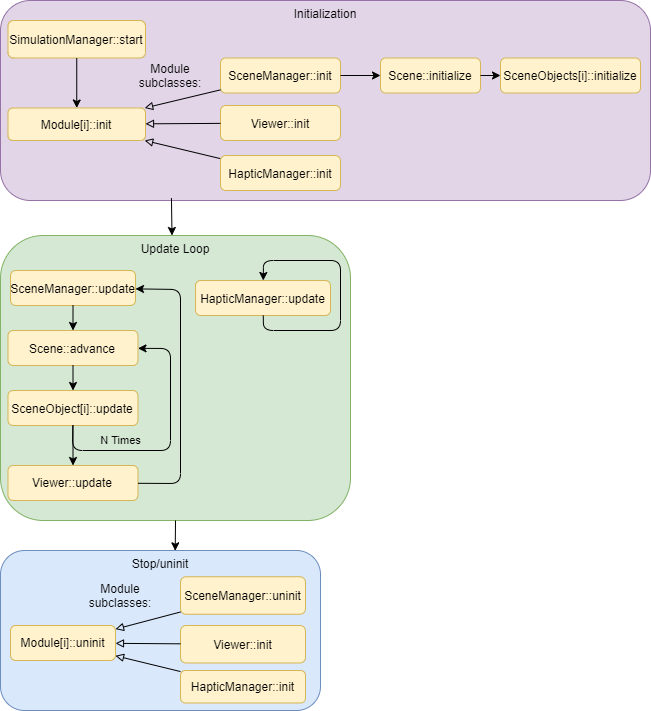 Initialization
SimulationManager::start
Module
subclasses:
SceneManager::init
Scene::initialize
SceneObjects[i]::initialize
Module[i]::init
Viewer::init
HapticManager::init
Update Loop
SceneManager::update
HapticManager::update
Scene::advance
SceneObject[i]::update
N Times
Viewer::update
Stop/uninit
Module
subclasses:
SceneManager::uninit
Module[i]::uninit
Viewer::init
HapticManager::init